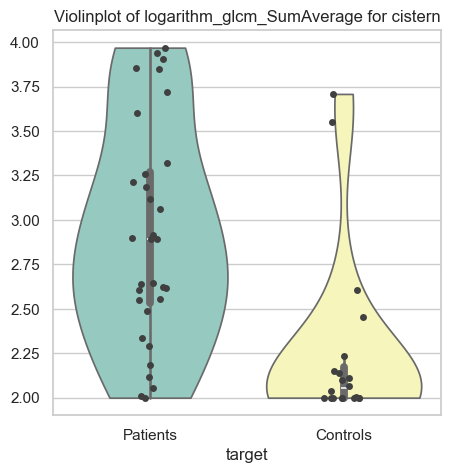 Violinplot of logarithm_glcm_SumAverage for cistern
4.00
3.75
3.50
3.25
3.00
2.75
2.50
2.25
2.00
Patients
Controls
target